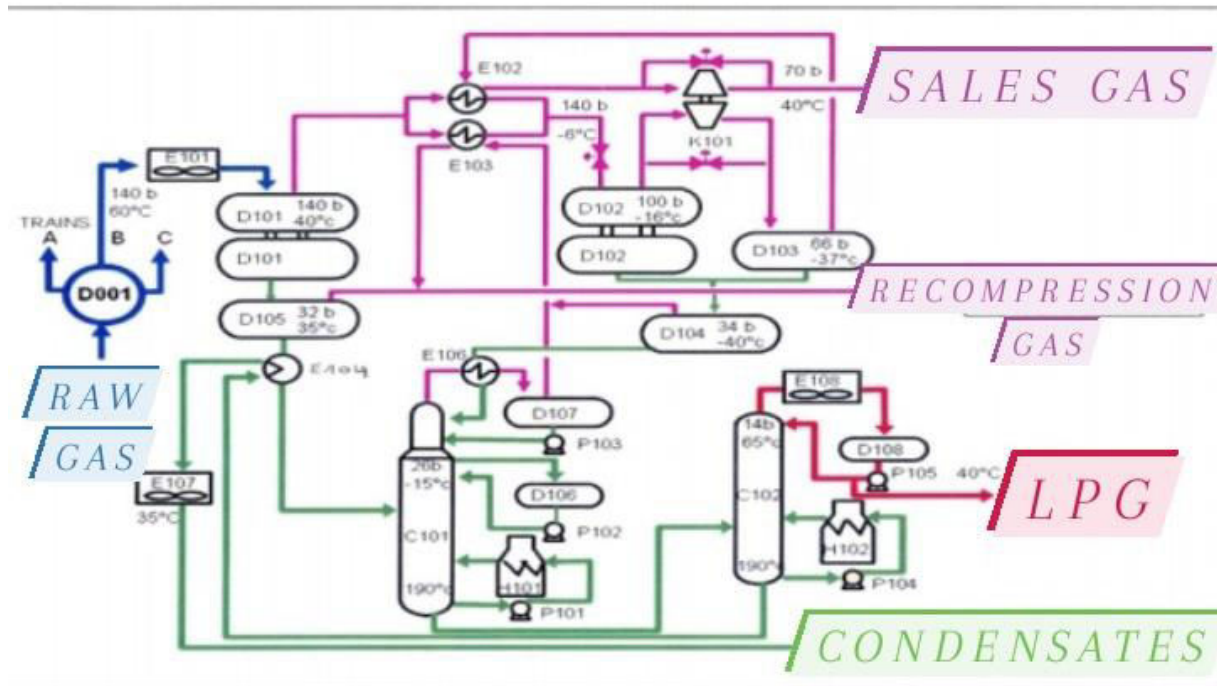 E102
140 b
-6°C
E103
70 b
40°C
K101
SALES GAS
E101
140 b
60°C
TRAINS
A
B
C
D001
D101
140 b
40°c
D101
D102
100 b
-16°c
D102
D103
66 b
-37°C
D105
32 b
35°c
D104
34 b
-40°c
RECOMPRESSION
GAS
RAW
GAS
E104
E106
E107
35°C
D107
P103
26b
-15°c
D106
P102
C101
H101
190°c
P101
E108
14b
65°c
D108
P105
40°C
C102
H102
190°c
P104
LPG
CONDENSATES